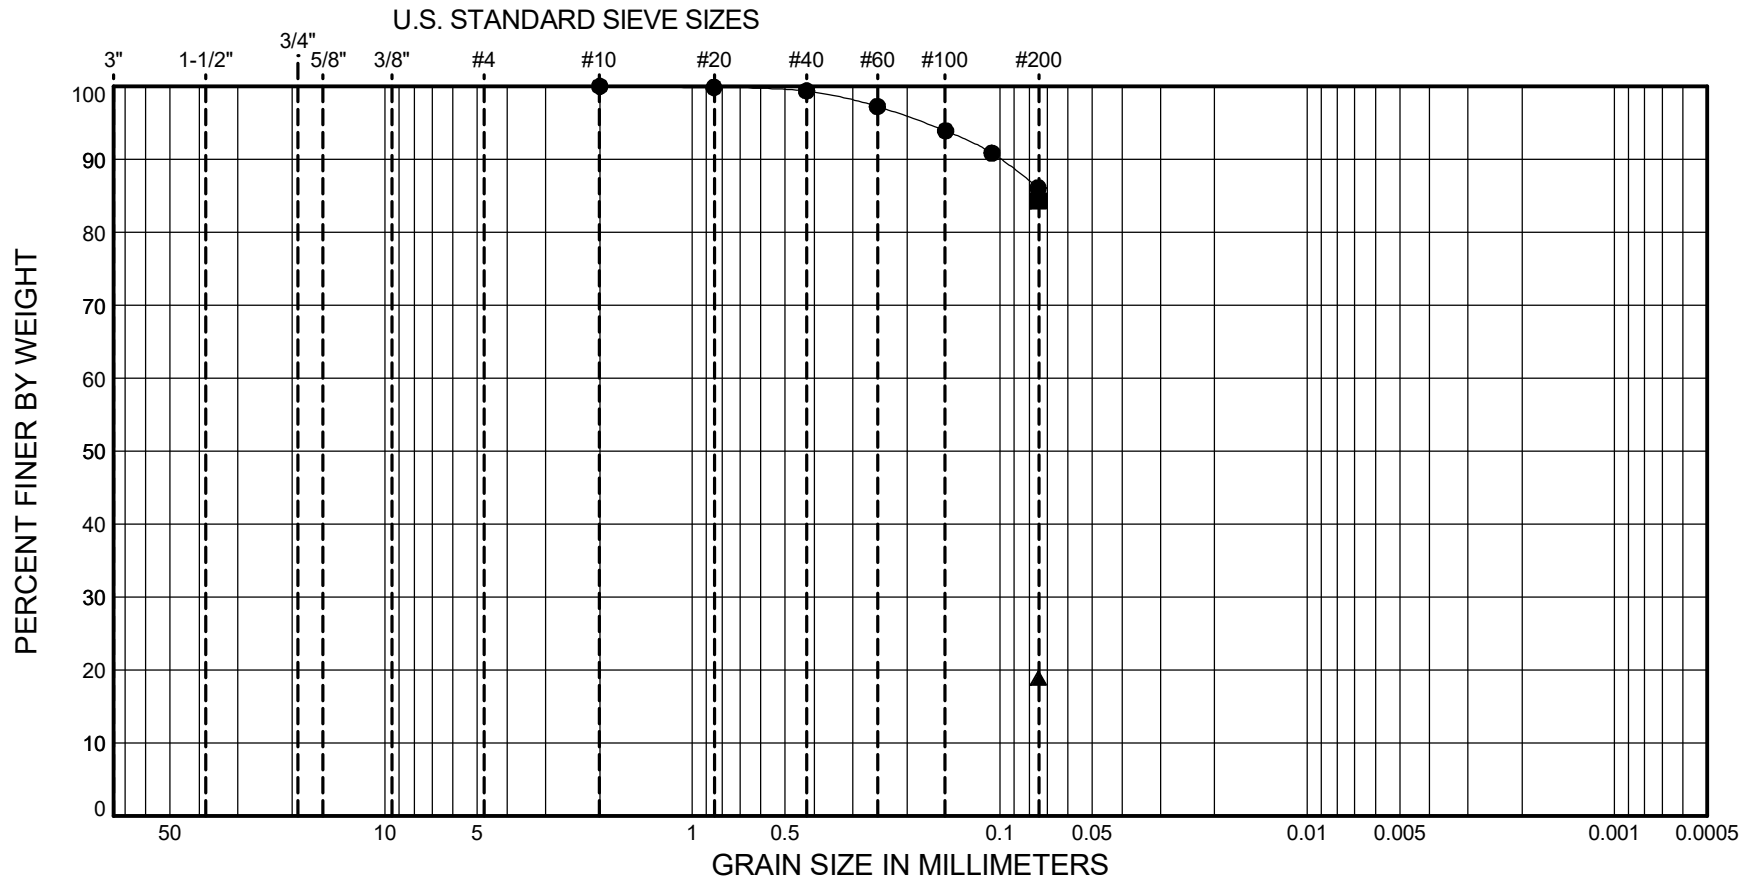 U.S. STANDARD SIEVE SIZES
3" 1-1/2" 3/4" 5/8" 3/8" #4 #10 #20 #40 #60 #100 #200
PERCENT FINER BY WEIGHT
100
90
80
70
60
50
40
30
20
10
0
50 10 5 1 0.5 0.1 0.05 0.01 0.005 0.001 0.0005
GRAIN SIZE IN MILLIMETERS